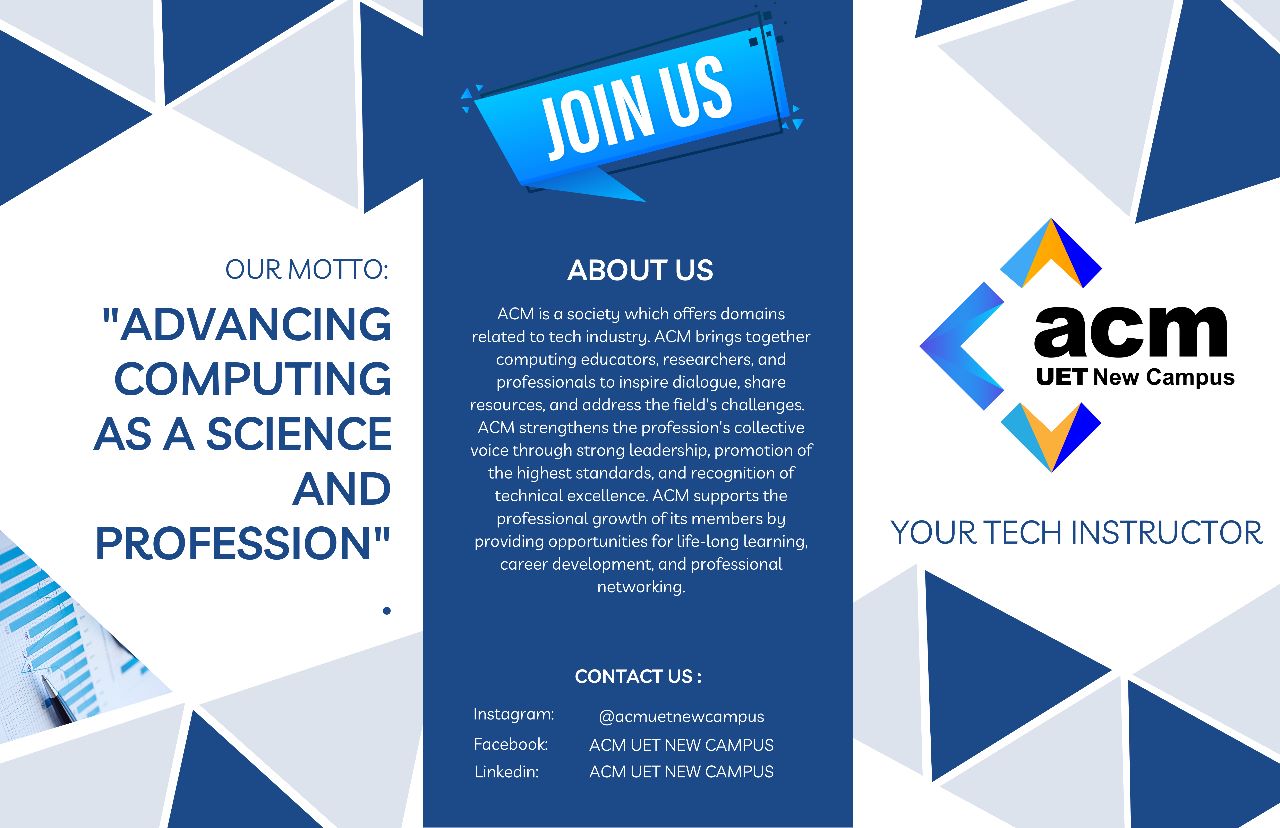 OUR MOTTO:
"ADVANCING
COMPUTING
AS A SCIENCE
AND
PROFESSION"
.
JOIN US
ABOUT US
ACM is a society which offers domains
related to tech industry. ACM brings together
computing educators, researchers, and
professionals to inspire dialogue, share
resources, and address the field's challenges.
ACM strengthens the profession's collective
voice through strong leadership, promotion of
the highest standards, and recognition of
technical excellence. ACM supports the
professional growth of its members by
providing opportunities for life-long learning,
career development, and professional
networking.
CONTACT US :
Instagram: @acmuetnewcampus
Facebook: ACM UET NEW CAMPUS
Linkedin: ACM UET NEW CAMPUS
acm
UET New Campus
YOUR TECH INSTRUCTOR